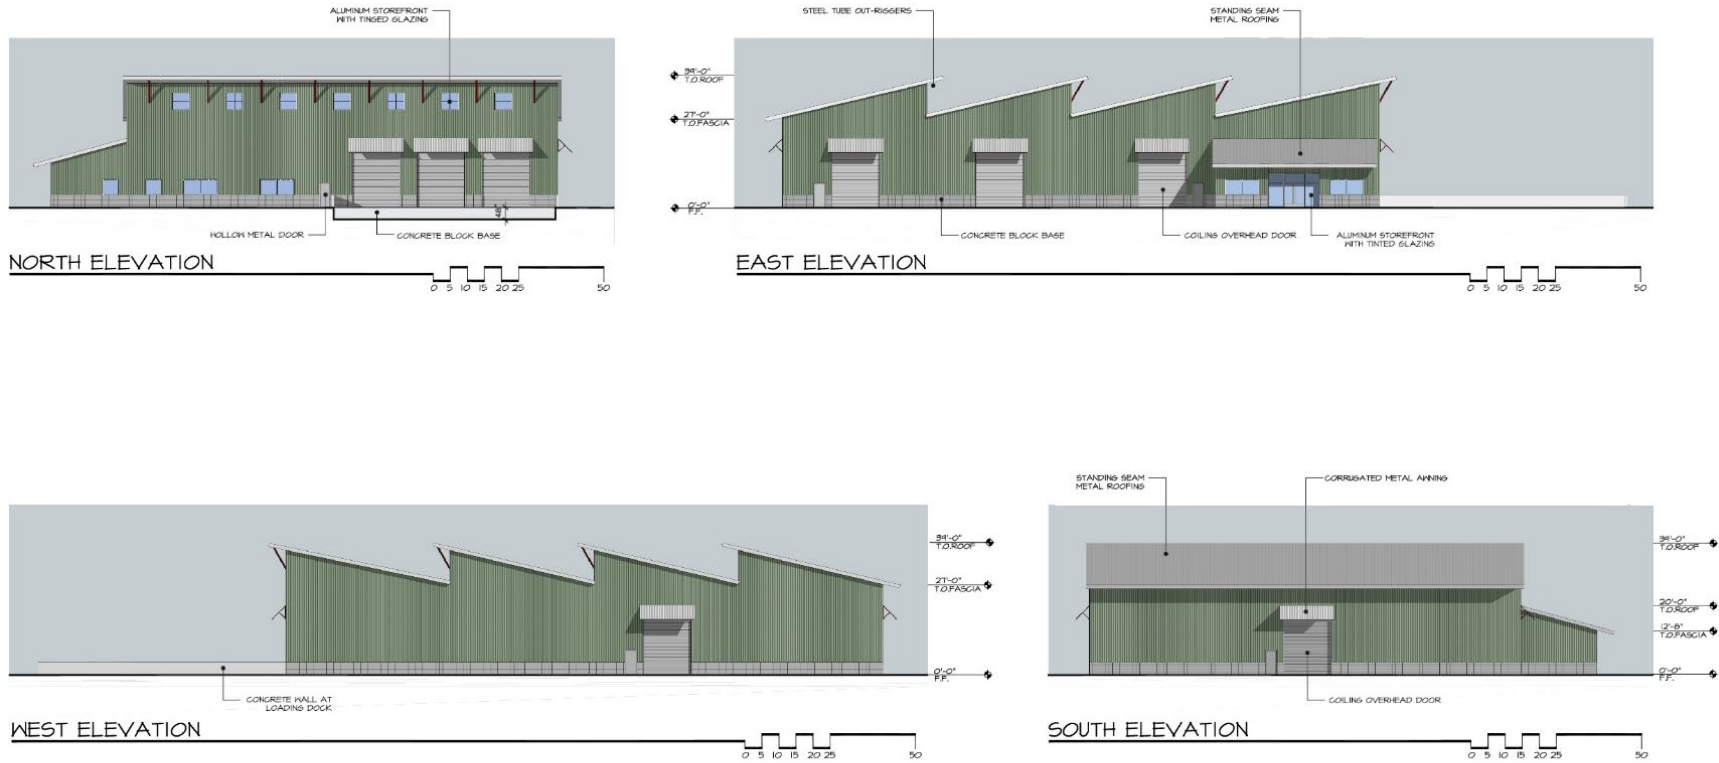 ALUMINUM STOREFRONT
WITH TINGED GLAZING
HOLLOW METAL DOOR
CONCRETE BLOCK BASE
48"
NORTH ELEVATION
0 5 10 15 20 25 50
STEEL TUBE OUT-RIGGERS
STANDING SEAM
METAL ROOFING
34'-0"
T.O.ROOF
27'-0"
T.O.FASCIA
0'-0"
F.F.
CONCRETE BLOCK BASE
COILING OVERHEAD DOOR
ALUMINUM STOREFRONT
WITH TINTED GLAZING
EAST ELEVATION
0 5 10 15 20 25 50
34'-0"
T.O.ROOF
27'-0"
T.O.FASCIA
0'-0"
F.F.
CONCRETE WALL AT
LOADING DOCK
WEST ELEVATION
0 5 10 15 20 25 50
STANDING SEAM
METAL ROOFING
CORRUGATED METAL AWNING
34'-0"
T.O.ROOF
20'-0"
T.O.ROOF
12'-8"
T.O.FASCIA
0'-0"
F.F.
COILING OVERHEAD DOOR
SOUTH ELEVATION
0 5 10 15 20 25 50